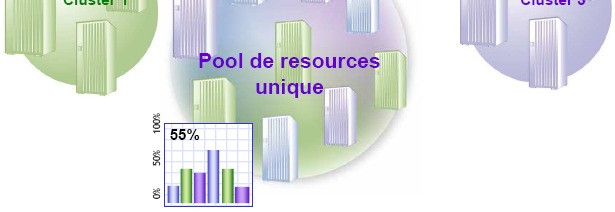 Cluster 1
Cluster 3
Pool de resources
unique
100%
55%
50%
0%